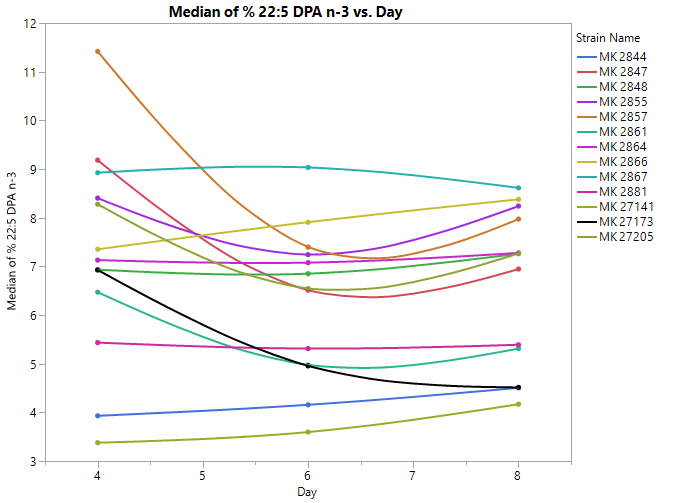 Median of % 22:5 DPA n-3 vs. Day
Median of % 22:5 DPA n-3
12
11
10
9
8
7
6
5
4
3
4
5
6
7
8
Day
Strain Name
MK 2844
MK 2847
MK 2848
MK 2855
MK 2857
MK 2861
MK 2864
MK 2866
MK 2867
MK 2881
MK 27141
MK 27173
MK 27205